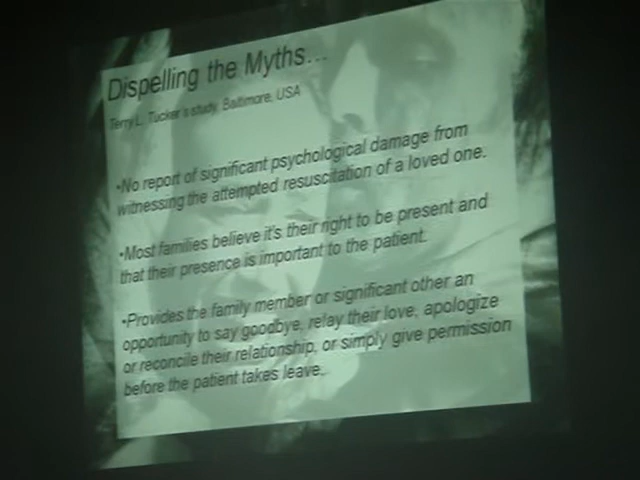 Dispelling the Myths...
Terry L. Tucker's study, Baltimore, USA
•No report of significant psychological damage from
witnessing the attempted resuscitation of a loved one.
•Most families believe it's their right to be present and
that their presence is important to the patient.
•Provides the family member or significant other an
opportunity to say goodbye, relay their love, apologize
or reconcile their relationship, or simply give permission
before the patient takes leave.